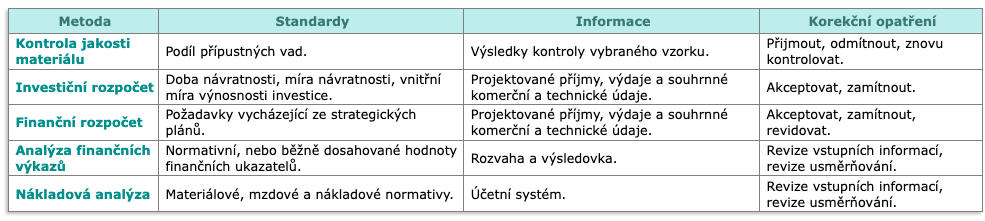 Metoda Standardy Informace Korekční opatření
Kontrola jakosti
materiálu
Podíl přípustných vad.
Výsledky kontroly vybraného vzorku.
Přijmout, odmítnout, znovu
kontrolovat.
Investiční rozpočet
Doba návratnosti, míra návratnosti, vnitřní
míra výnosnosti investice.
Projektované příjmy, výdaje a souhrnné
komerční a technické údaje.
Akceptovat, zamítnout.
Finanční rozpočet
Požadavky vycházející ze strategických
plánů.
Projektované příjmy, výdaje a souhrnné
komerční a technické údaje.
Akceptovat, zamítnout,
revidovat.
Analýza finančních
výkazů
Normativní, nebo běžně dosahované hodnoty
finančních ukazatelů.
Rozvaha a výsledovka.
Revize vstupních informací,
revize usměrňování.
Nákladová analýza
Materiálové, mzdové a nákladové normativy.
Účetní systém.
Revize vstupních informací,
revize usměrňování.